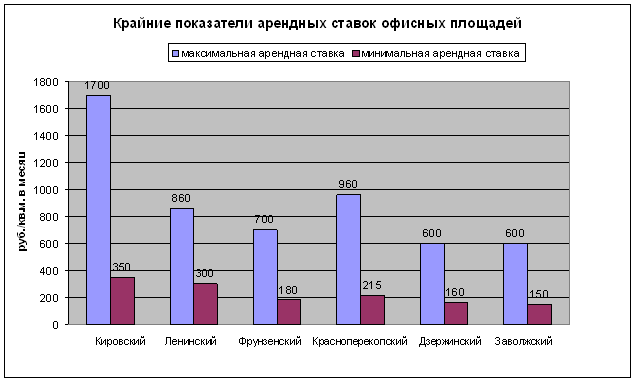 Крайние показатели арендных ставок офисных площадей
максимальная арендная ставка минимальная арендная ставка
руб./кв.м. в месяц
1800
1600
1400
1200
1000
800
600
400
200
0
1700 350 860 300 700 180 960 215 600 160 600 150
Кировский Ленинский Фрунзенский Красноперекопский Дзержинский Заволжский